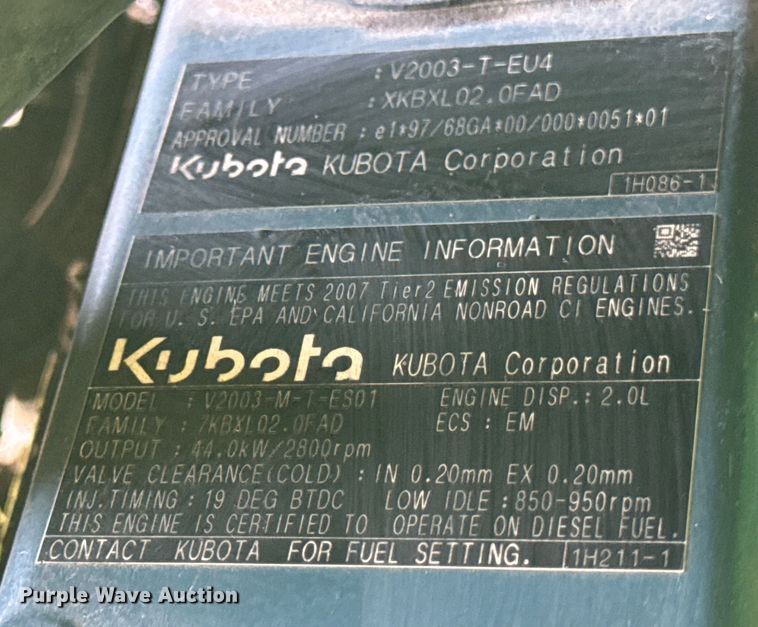 TYPE : V2003-T-EU4
FAMILY : XKBXL02.0FAD
APPROVAL NUMBER : e1*97/68GA*00/000*0051*01
Kubota KUBOTA Corporation
1H086-1
IMPORTANT ENGINE INFORMATION
THIS ENGINE MEETS 2007 Tier2 EMISSION REGULATIONS
FOR U. S. EPA AND CALIFORNIA NONROAD CI ENGINES.
Kubota KUBOTA Corporation
MODEL : V2003-M-T-ES01 ENGINE DISP.: 2.0L
FAMILY : 7KBXL02.0FAD ECS : EM
OUTPUT : 44.0kW/2800rpm
VALVE CLEARANCE(COLD) : IN 0.20mm EX 0.20mm
INJ.TIMING : 19 DEG BTDC LOW IDLE :850-950rpm
THIS ENGINE IS CERTIFIED TO OPERATE ON DIESEL FUEL.
CONTACT KUBOTA FOR FUEL SETTING. 1H211-1
Purple Wave Auction